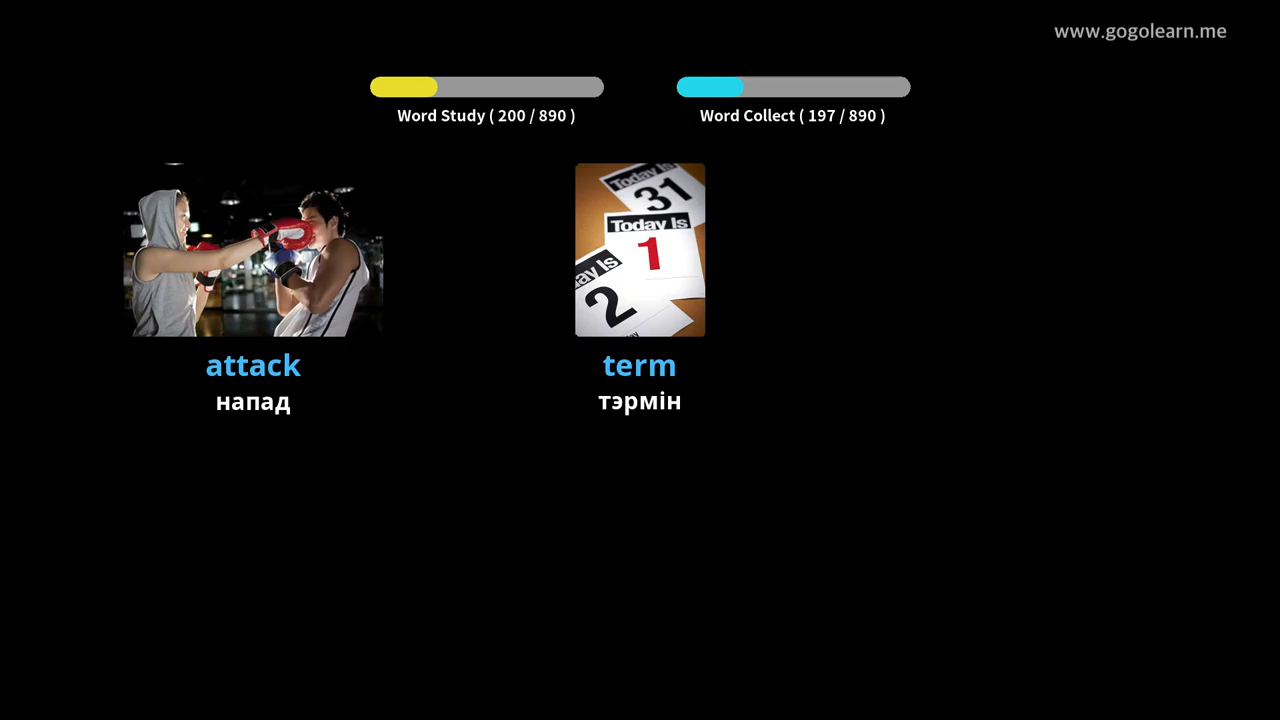 www.gogolearn.me
Word Study ( 200 / 890 )
Word Collect ( 197 / 890 )
Today Is
31
Today Is
1
ay Is
2
attack
term
напад
тэрмін